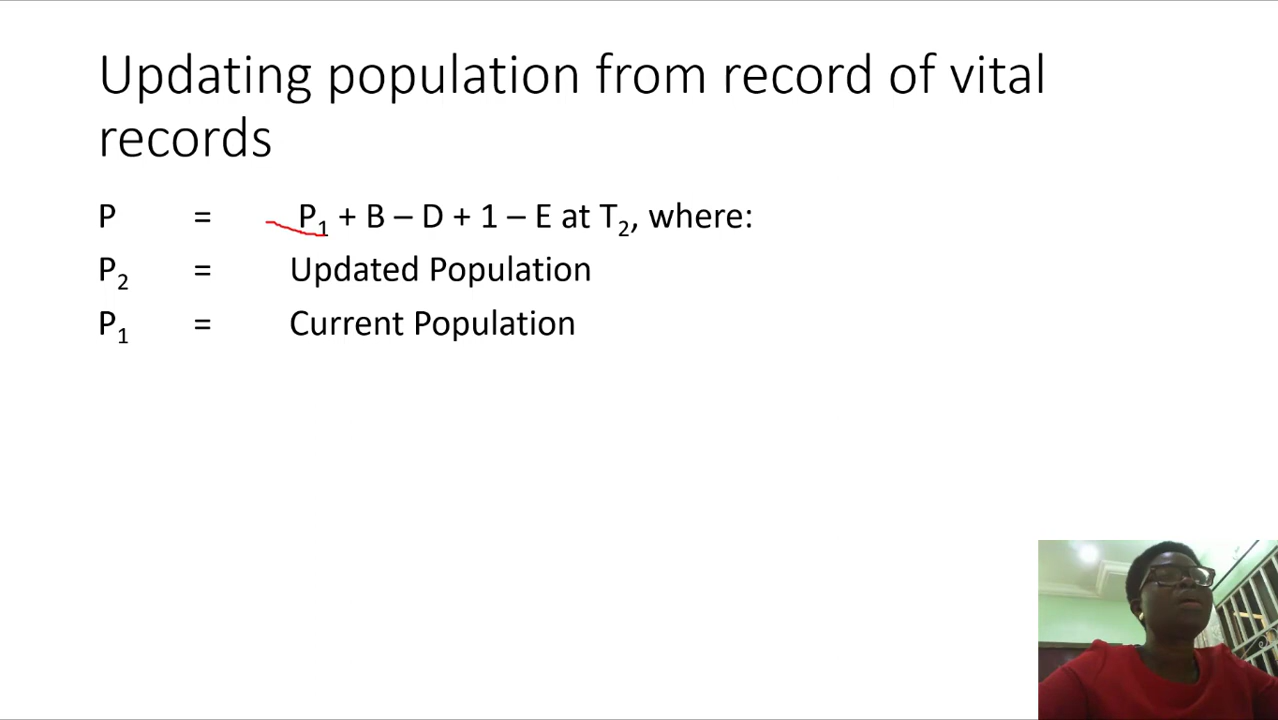 Updating population from record of vital
records
P = P₁ + B – D + 1 – E at T₂, where:
P₂ = Updated Population
P₁ = Current Population